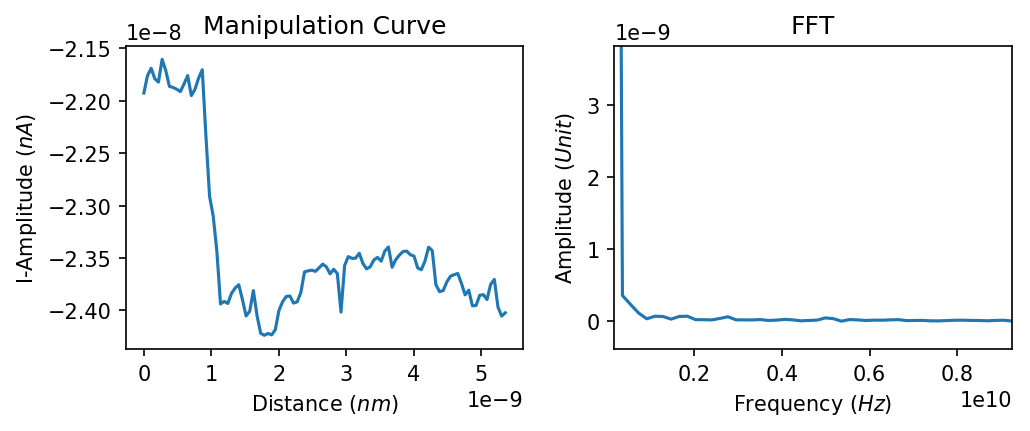 Manipulation Curve
1e−8
−2.15
−2.20
−2.25
−2.30
−2.35
−2.40
I-Amplitude (nA)
0 1 2 3 4 5
Distance (nm)
1e−9
FFT
1e−9
3
2
1
0
Amplitude (Unit)
0.2 0.4 0.6 0.8
Frequency (Hz)
1e10